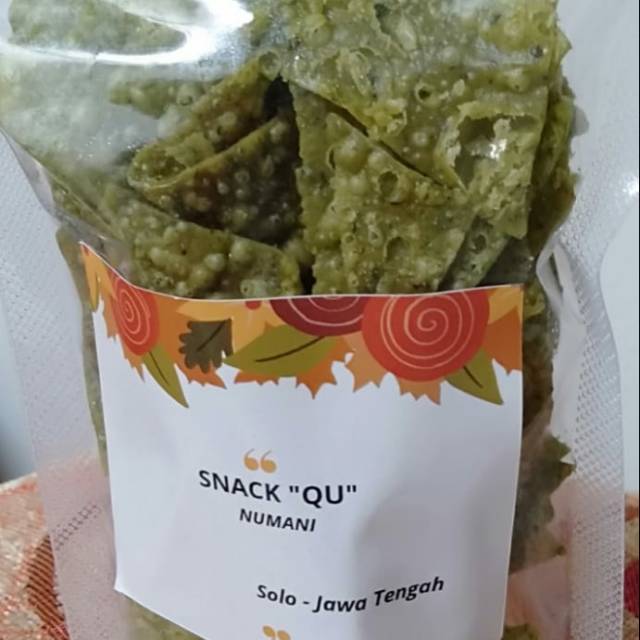 SNACK "QU"
NUMANI
Solo - Jawa Tengah